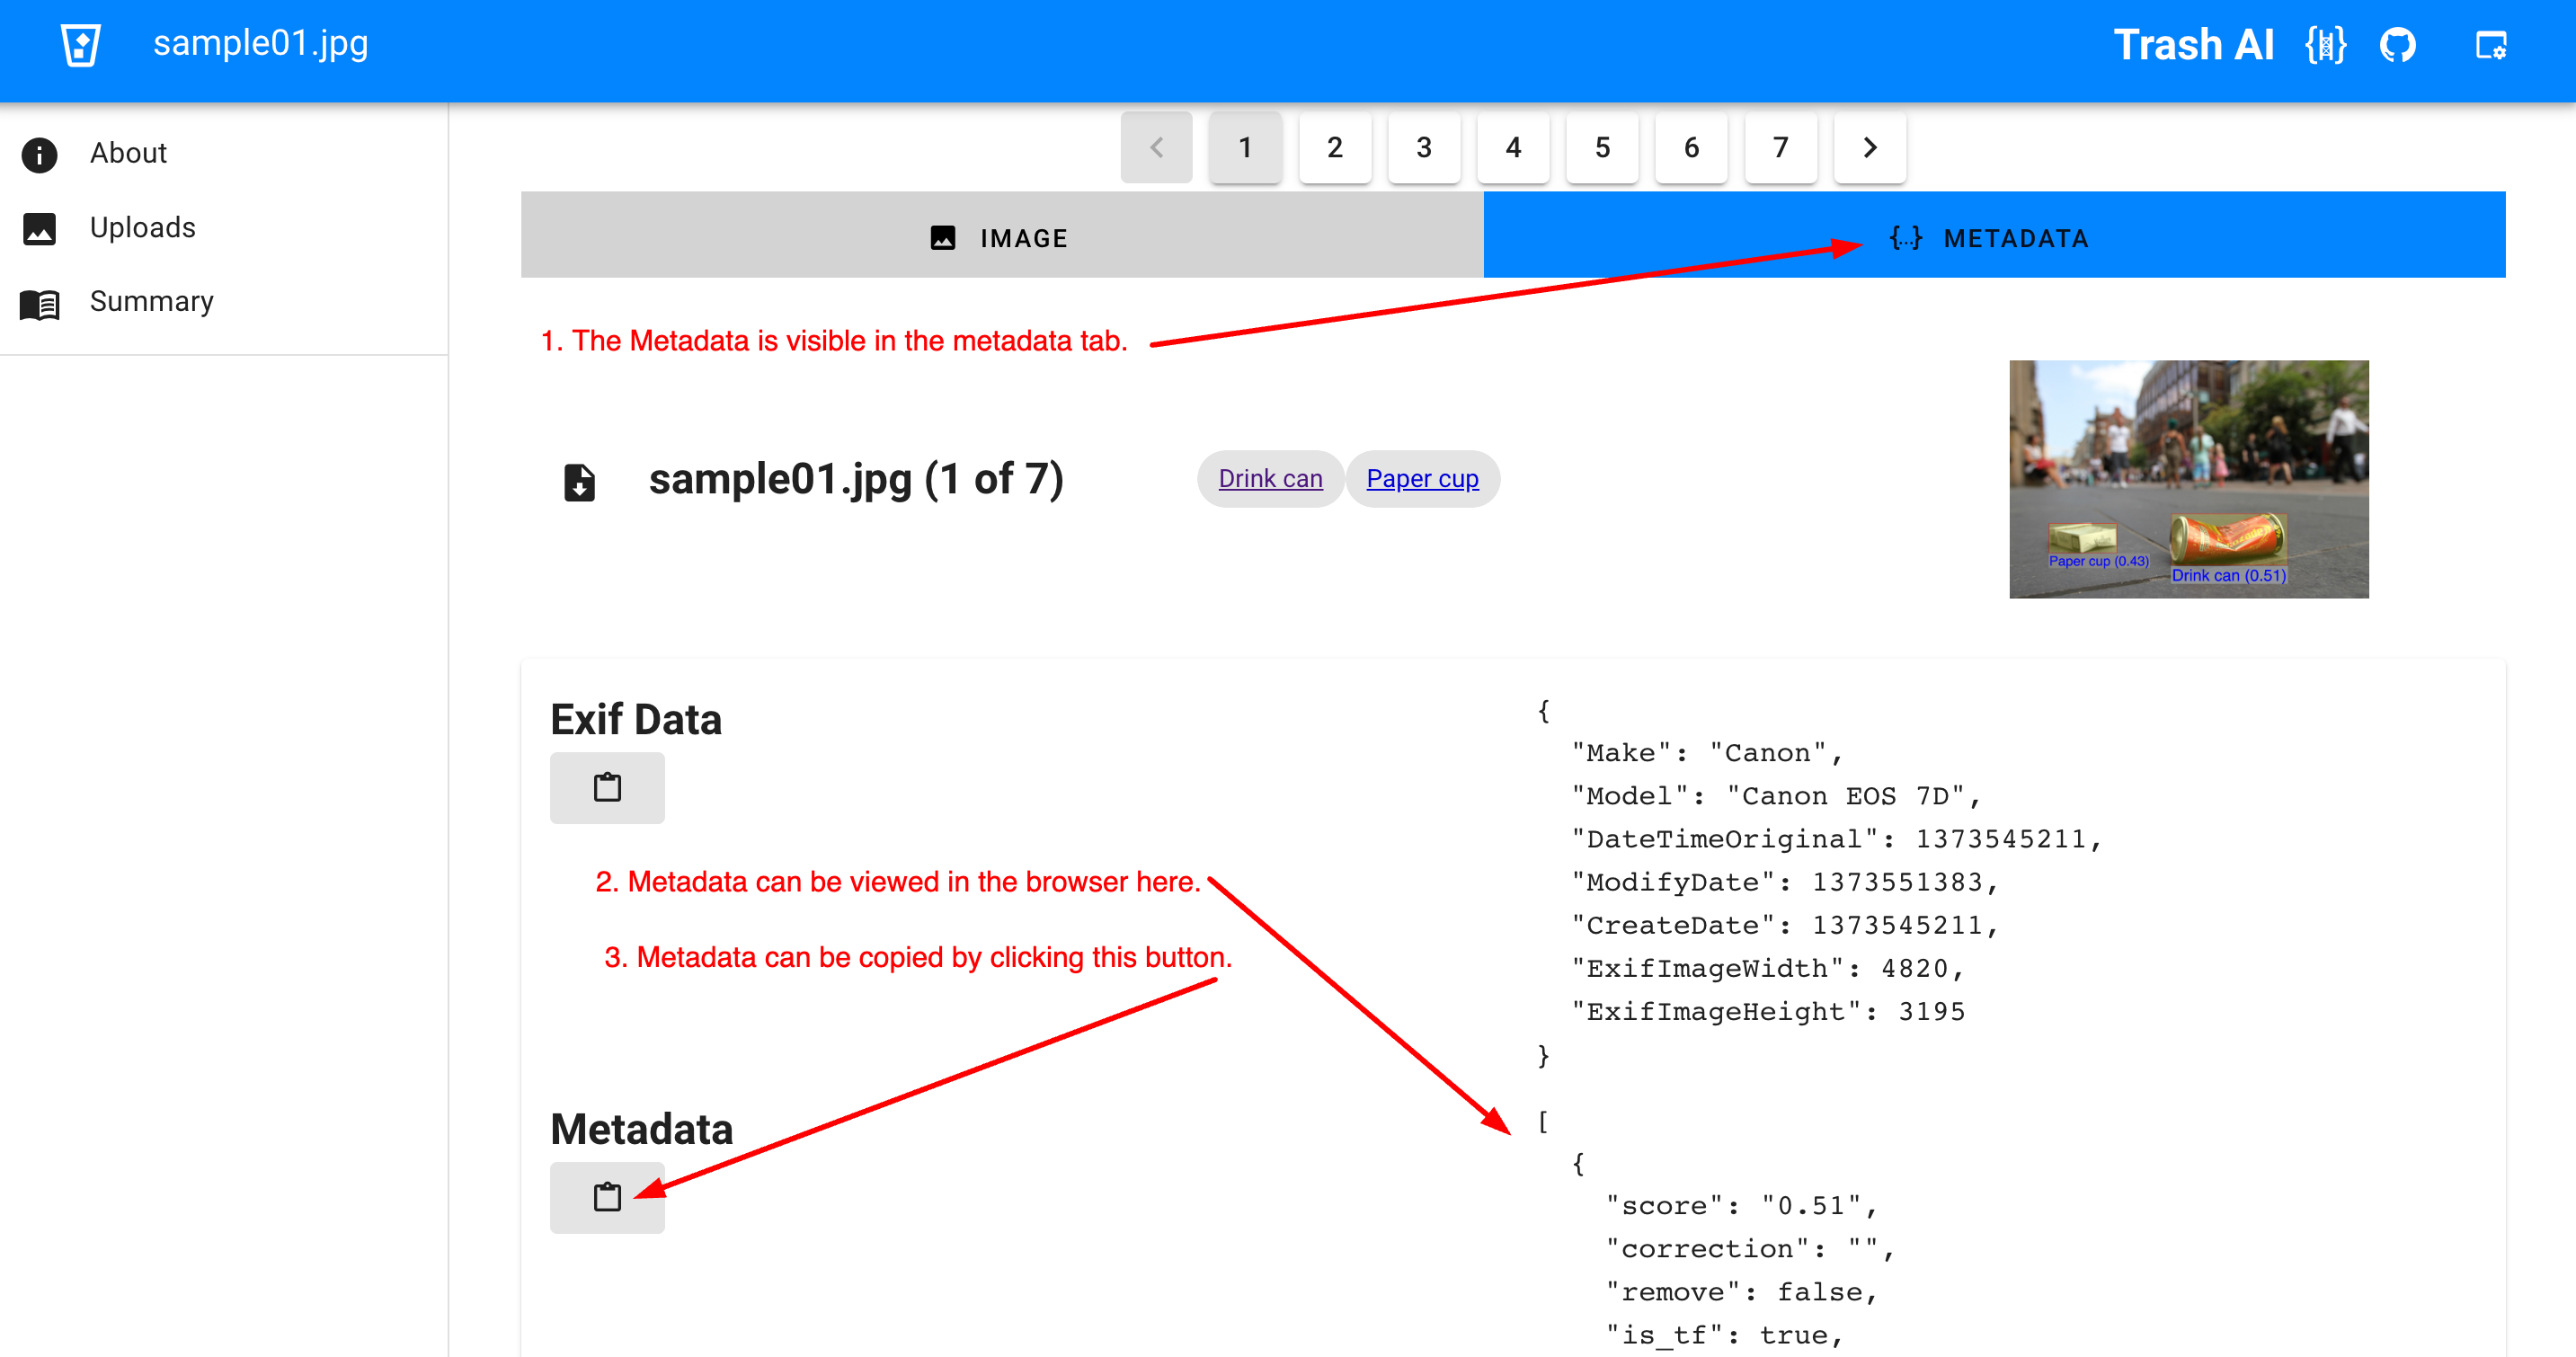 sample01.jpg
Trash AI
About
Uploads
Summary
1 2 3 4 5 6 7
IMAGE
{...} METADATA
1. The Metadata is visible in the metadata tab.
sample01.jpg (1 of 7)
Drink can
Paper cup
Paper cup (0.43)
Drink can (0.51)
Exif Data
{
"Make": "Canon",
"Model": "Canon EOS 7D",
"DateTimeOriginal": 1373545211,
"ModifyDate": 1373551383,
"CreateDate": 1373545211,
"ExifImageWidth": 4820,
"ExifImageHeight": 3195
}
2. Metadata can be viewed in the browser here.
3. Metadata can be copied by clicking this button.
Metadata
[
{
"score": "0.51",
"correction": "",
"remove": false,
"is_tf": true,